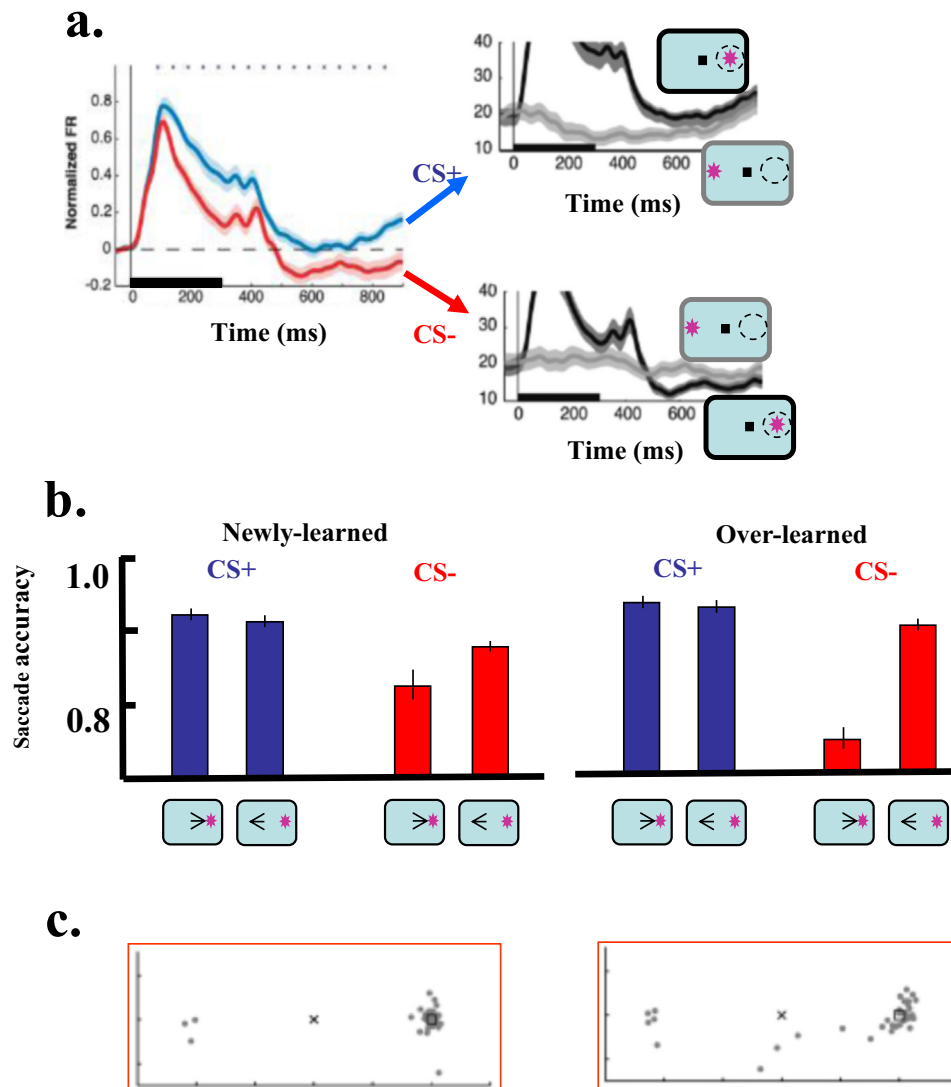 a.
Normalized FR
0.8
0.6
0.4
0.2
0
-0.2
0 200 400 600 800
Time (ms)
CS+
CS-
40
30
20
10
0 200 400 600
Time (ms)
40
30
20
10
0 200 400 600
Time (ms)
b.
Newly-learned
Over-learned
CS+ CS- CS+ CS-
Saccade accuracy
1.0
0.8
c.